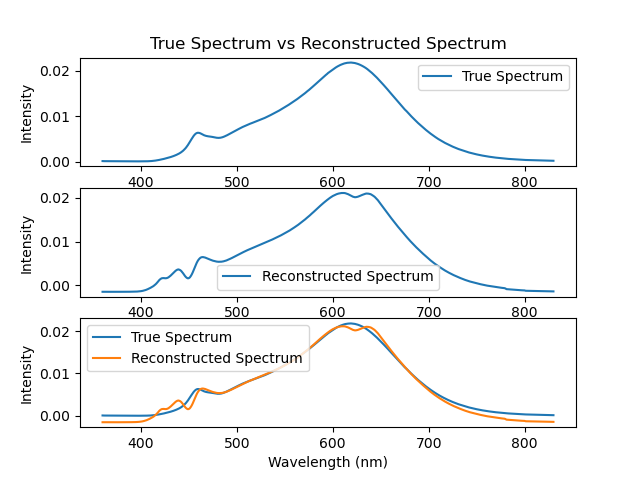 True Spectrum vs Reconstructed Spectrum
0.02
0.01
0.00
Intensity
True Spectrum
400 500 600 700 800
0.02
0.01
0.00
Intensity
Reconstructed Spectrum
400 500 600 700 800
0.02
0.01
0.00
Intensity
True Spectrum
Reconstructed Spectrum
400 500 600 700 800
Wavelength (nm)